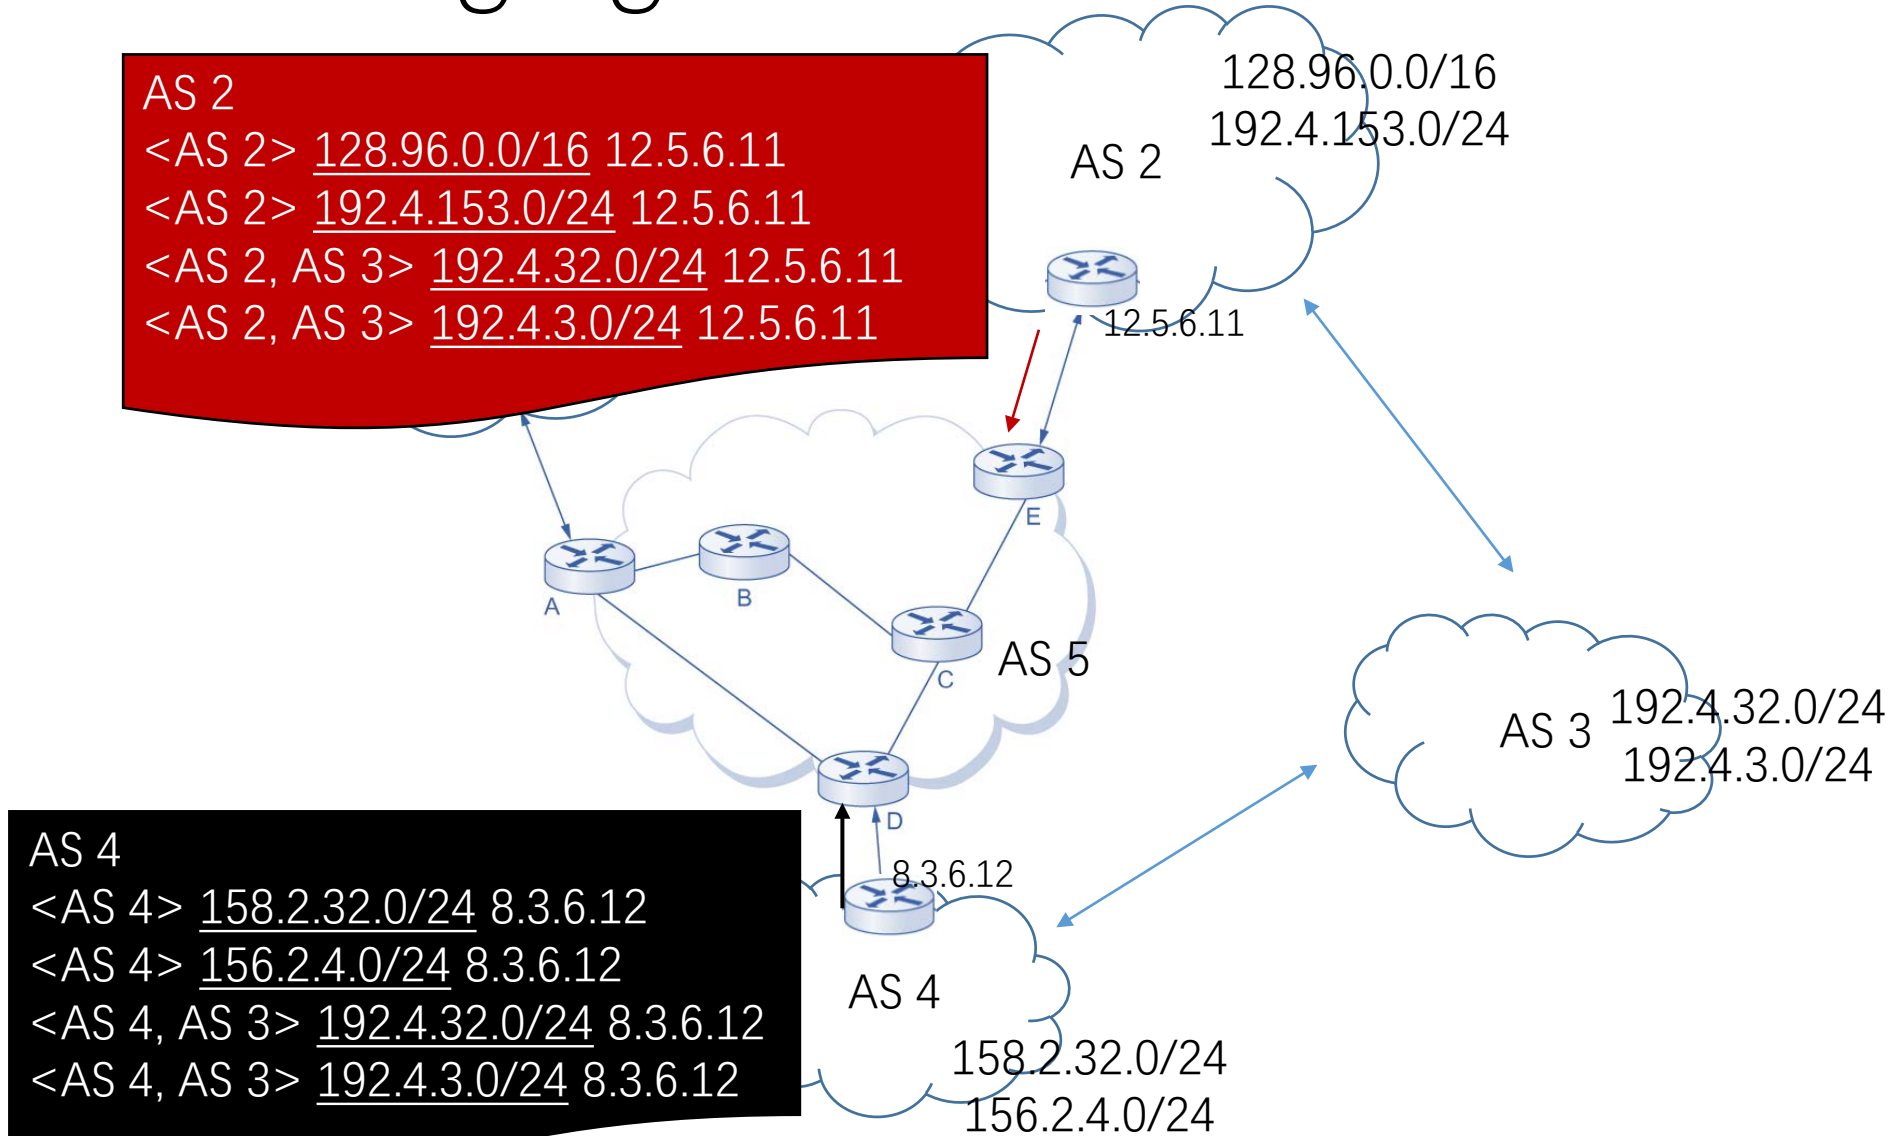 AS 2
<AS 2> 128.96.0.0/16 12.5.6.11
<AS 2> 192.4.153.0/24 12.5.6.11
<AS 2, AS 3> 192.4.32.0/24 12.5.6.11
<AS 2, AS 3> 192.4.3.0/24 12.5.6.11
128.96.0.0/16
192.4.153.0/24
AS 2
12.5.6.11
E
A
B
C
AS 5
D
AS 3
192.4.32.0/24
192.4.3.0/24
8.3.6.12
AS 4
<AS 4> 158.2.32.0/24 8.3.6.12
<AS 4> 156.2.4.0/24 8.3.6.12
<AS 4, AS 3> 192.4.32.0/24 8.3.6.12
<AS 4, AS 3> 192.4.3.0/24 8.3.6.12
AS 4
158.2.32.0/24
156.2.4.0/24